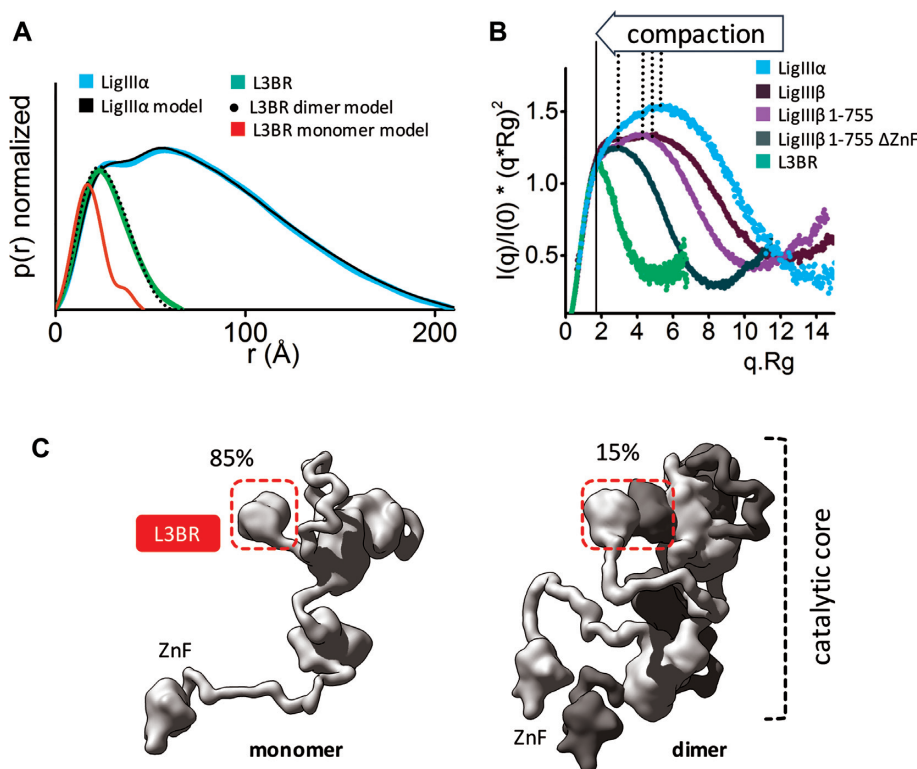 A
LigIIIα
LigIIIα model
L3BR
L3BR dimer model
L3BR monomer model
p(r) normalized
0
100
200
r (Å)
B
compaction
LigIIIα
LigIIIβ
LigIIIβ 1-755
LigIIIβ 1-755 ΔZnF
L3BR
I(q)/I(0) * (q*Rg)²
1.5
1.0
0.5
0 2 4 6 8 10 12 14
q.Rg
C
85%
L3BR
ZnF
monomer
15%
ZnF
dimer
catalytic core